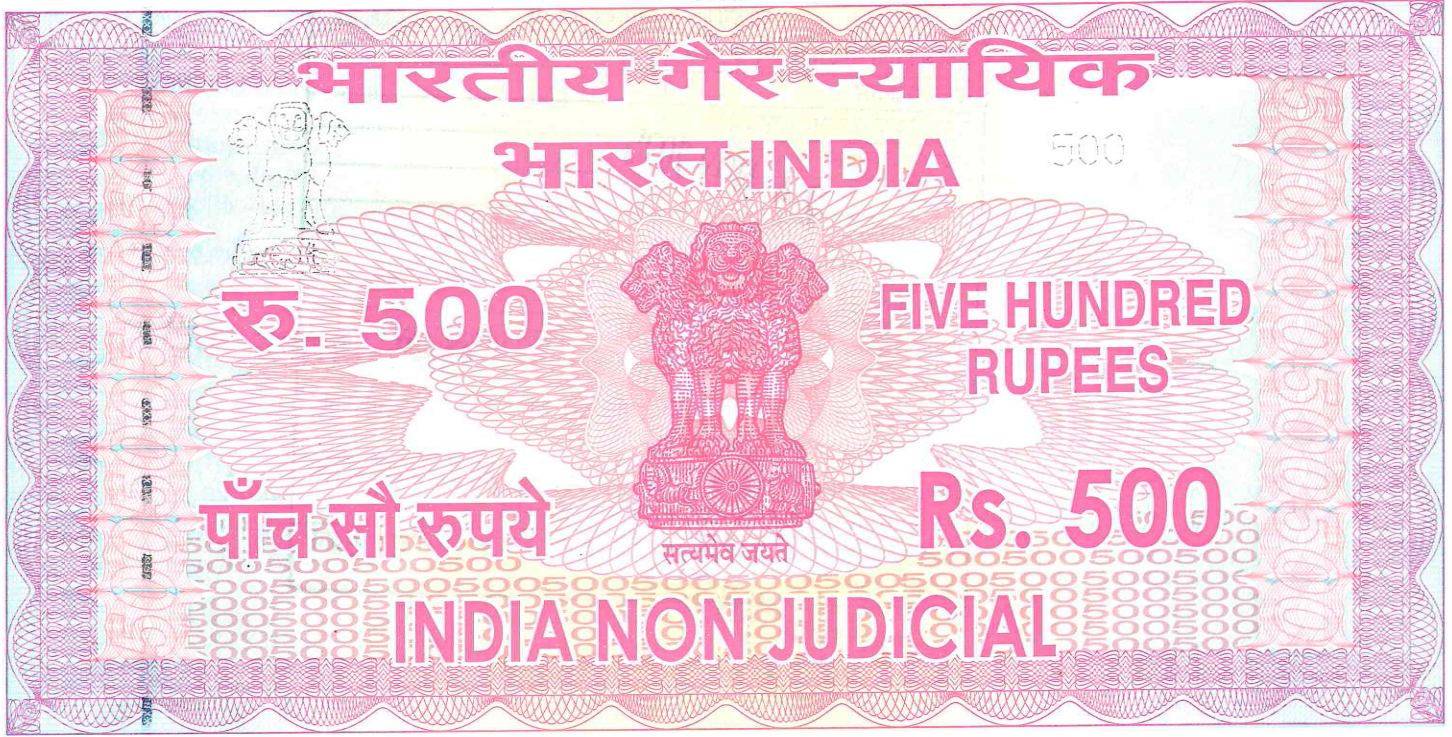 भारतीय गैर न्यायिक
भारत INDIA
500
रु. 500
FIVE HUNDRED
RUPEES
पाँच सौ रुपये
Rs. 500
सत्यमेव जयते
INDIA NON JUDICIAL